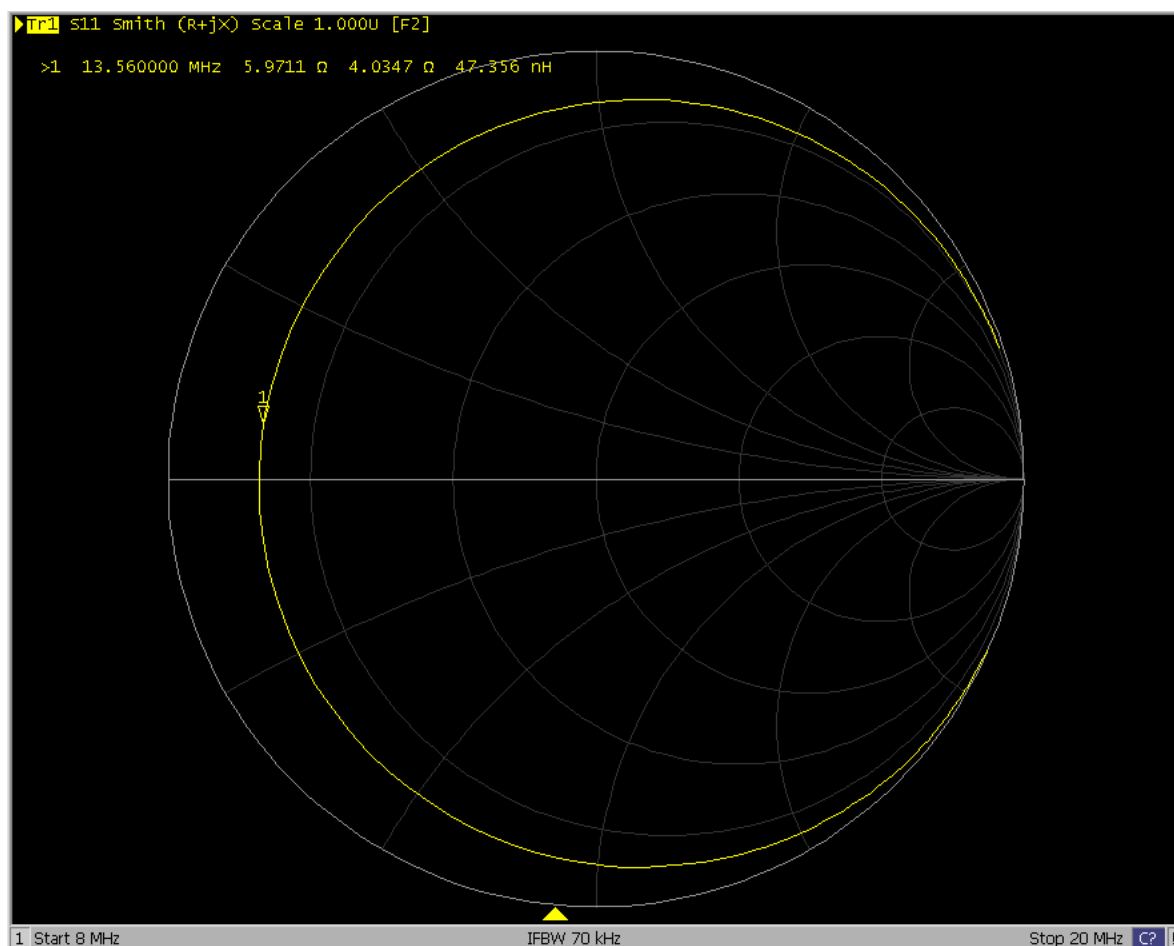 Tr1 S11 Smith (R+jX) Scale 1.000U [F2]
>1 13.560000 MHz 5.9711 Ω 4.0347 Ω 47.356 nH
1
1 Start 8 MHz IFBW 70 kHz Stop 20 MHz C?